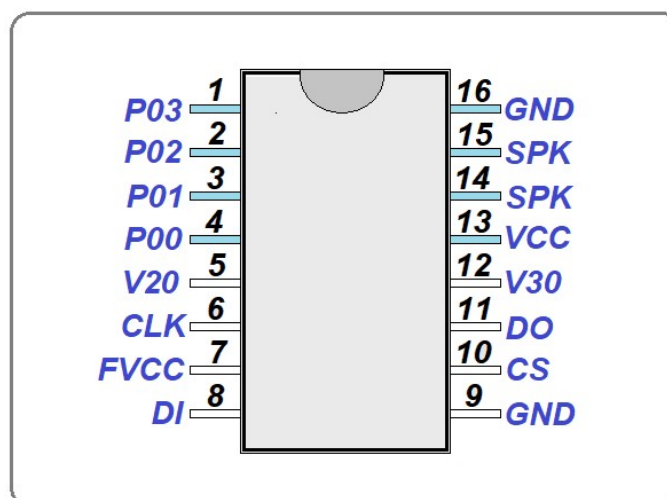 1 16
P03 GND
2 15
P02 SPK
3 14
P01 SPK
4 13
P00 VCC
5 12
V20 V30
6 11
CLK DO
7 10
FVCC CS
8 9
DI GND